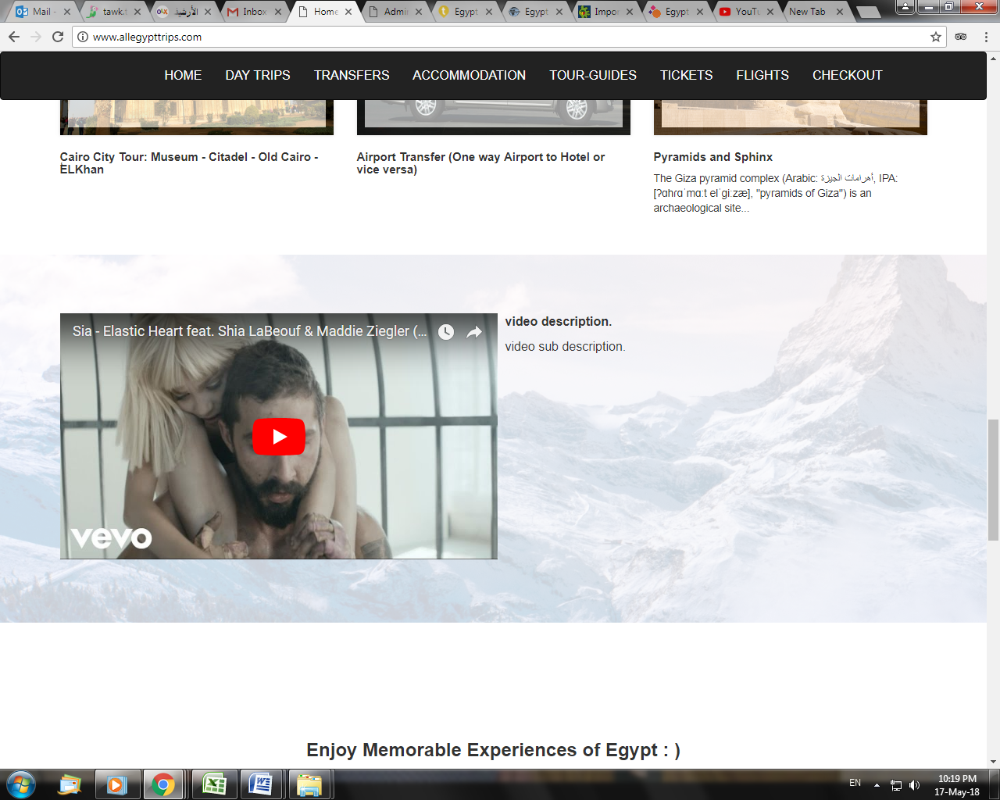 Mail -
tawk.t
الأرشيف
Inbox
Home
Admin
Egypt
Egypt
Impor
Egypt
YouTu
New Tab
www.allegypttrips.com
HOME DAY TRIPS TRANSFERS ACCOMMODATION TOUR-GUIDES TICKETS FLIGHTS CHECKOUT
Cairo City Tour: Museum - Citadel - Old Cairo -
ELKhan
Airport Transfer (One way Airport to Hotel or
vice versa)
Pyramids and Sphinx
The Giza pyramid complex (Arabic: أهرامات الجيزة, IPA:
[ʔɑhɾɑˈmɑːt elˈgiːzæ], "pyramids of Giza") is an
archaeological site...
Sia - Elastic Heart feat. Shia LaBeouf & Maddie Ziegler (...
vevo
video description.
video sub description.
Enjoy Memorable Experiences of Egypt : )
EN
10:19 PM
17-May-18